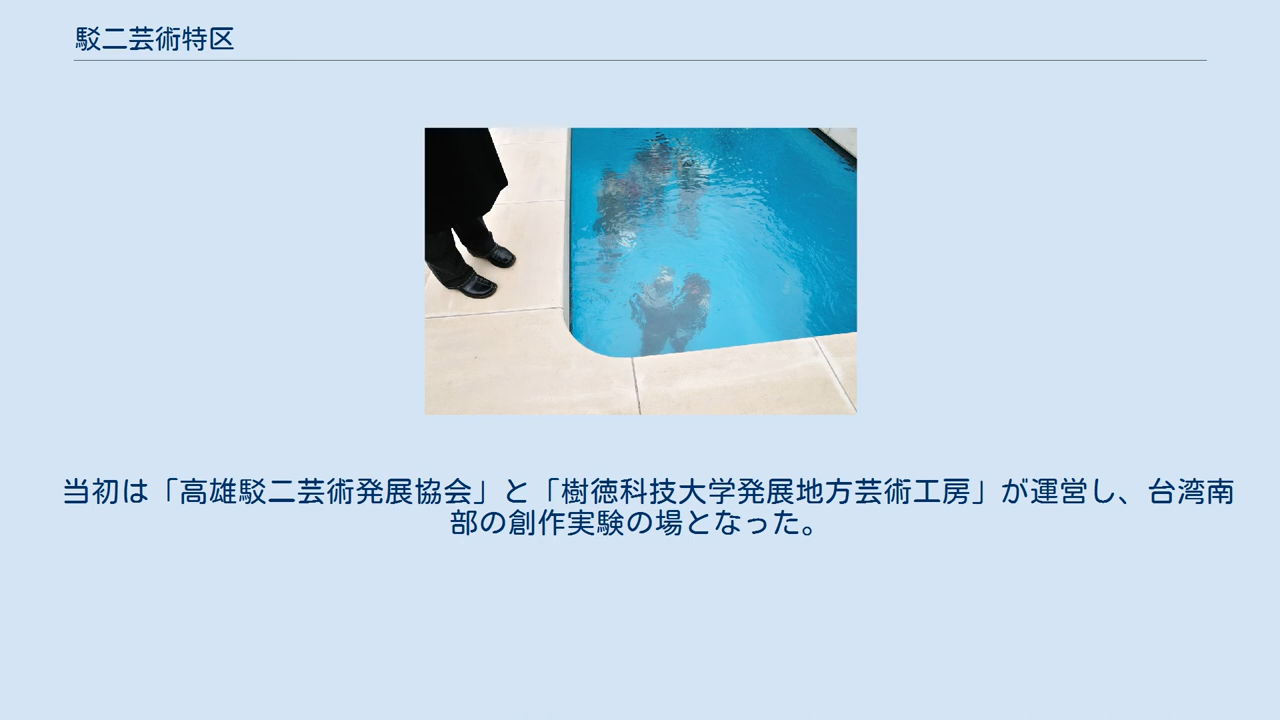 駁二芸術特区
当初は「高雄駁二芸術発展協会」と「樹徳科技大学発展地方芸術工房」が運営し、台湾南
部の創作実験の場となった。